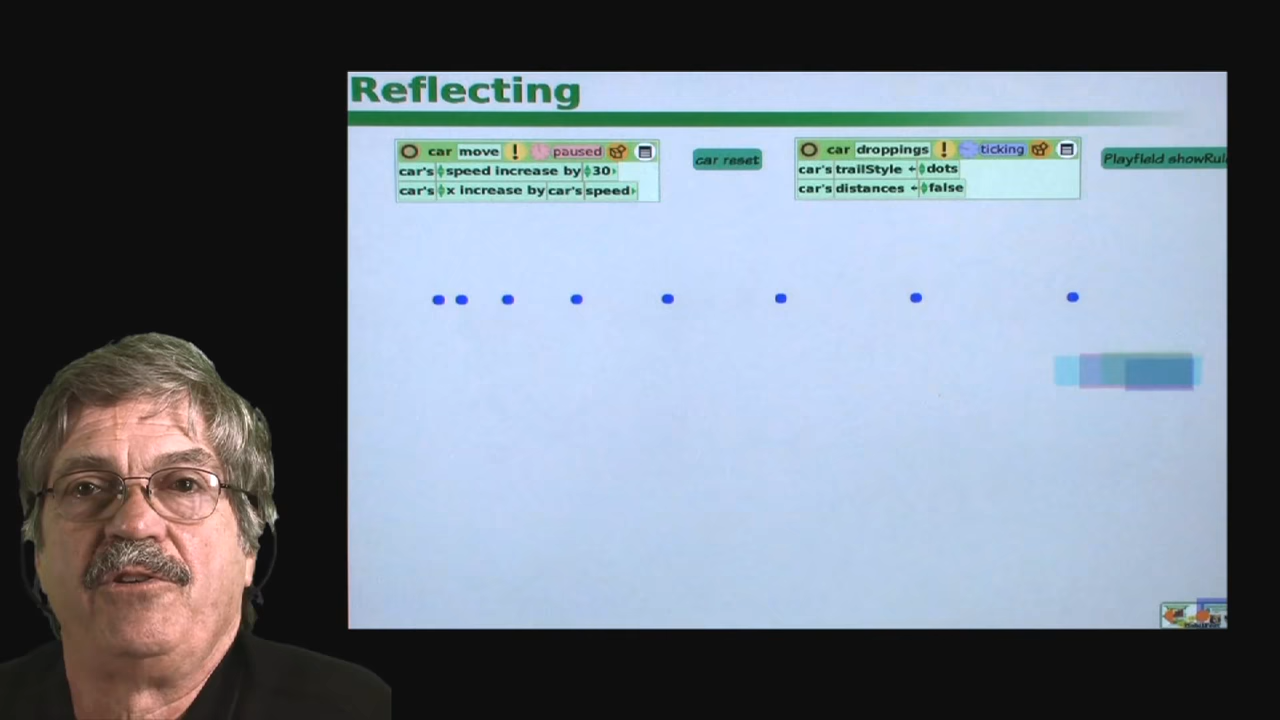 Reflecting
car move ! paused
car's speed increase by 30
car's x increase by car's speed
car reset
car droppings ! ticking
car's trailStyle ← dots
car's distances ← false
Playfield